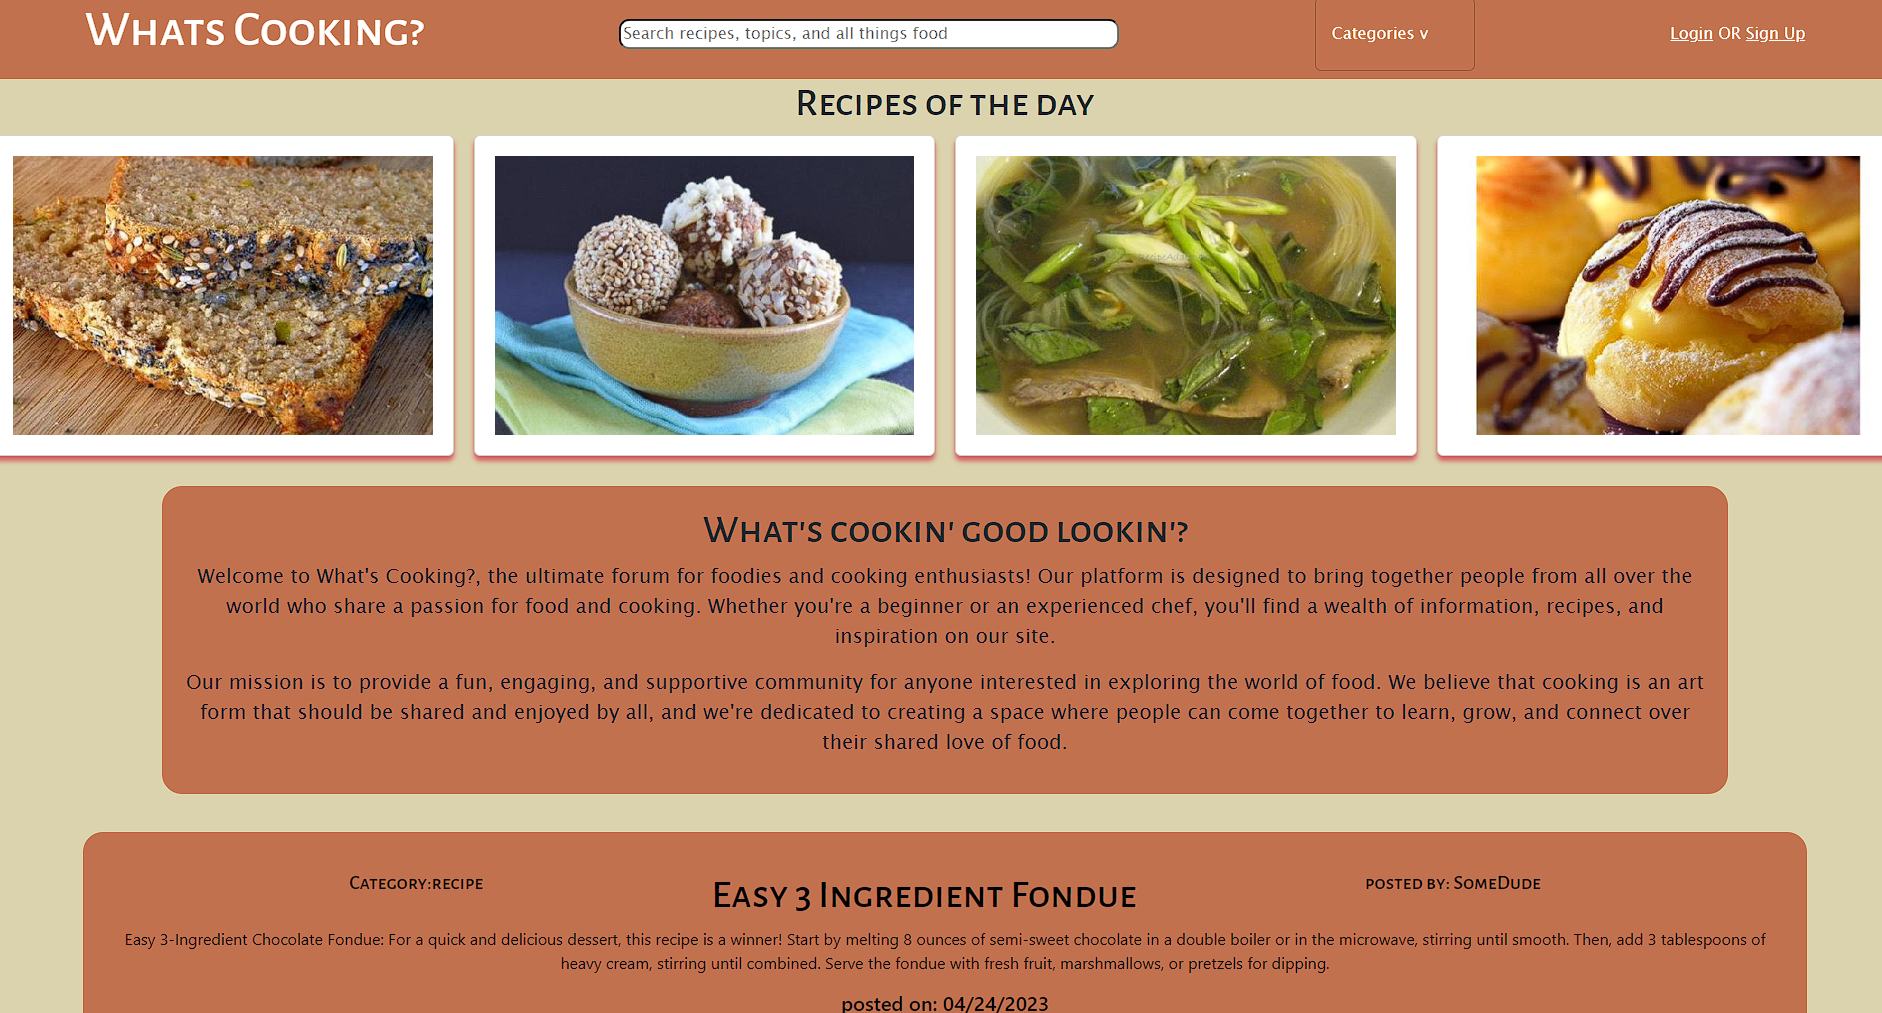 Whats Cooking?
Search recipes, topics, and all things food
Categories v
Login OR Sign Up
Recipes of the day
What's cookin' good lookin'?
Welcome to What's Cooking?, the ultimate forum for foodies and cooking enthusiasts! Our platform is designed to bring together people from all over the
world who share a passion for food and cooking. Whether you're a beginner or an experienced chef, you'll find a wealth of information, recipes, and
inspiration on our site.
Our mission is to provide a fun, engaging, and supportive community for anyone interested in exploring the world of food. We believe that cooking is an art
form that should be shared and enjoyed by all, and we're dedicated to creating a space where people can come together to learn, grow, and connect over
their shared love of food.
Category:recipe
Easy 3 Ingredient Fondue
posted by: SomeDude
Easy 3-Ingredient Chocolate Fondue: For a quick and delicious dessert, this recipe is a winner! Start by melting 8 ounces of semi-sweet chocolate in a double boiler or in the microwave, stirring until smooth. Then, add 3 tablespoons of
heavy cream, stirring until combined. Serve the fondue with fresh fruit, marshmallows, or pretzels for dipping.
posted on: 04/24/2023